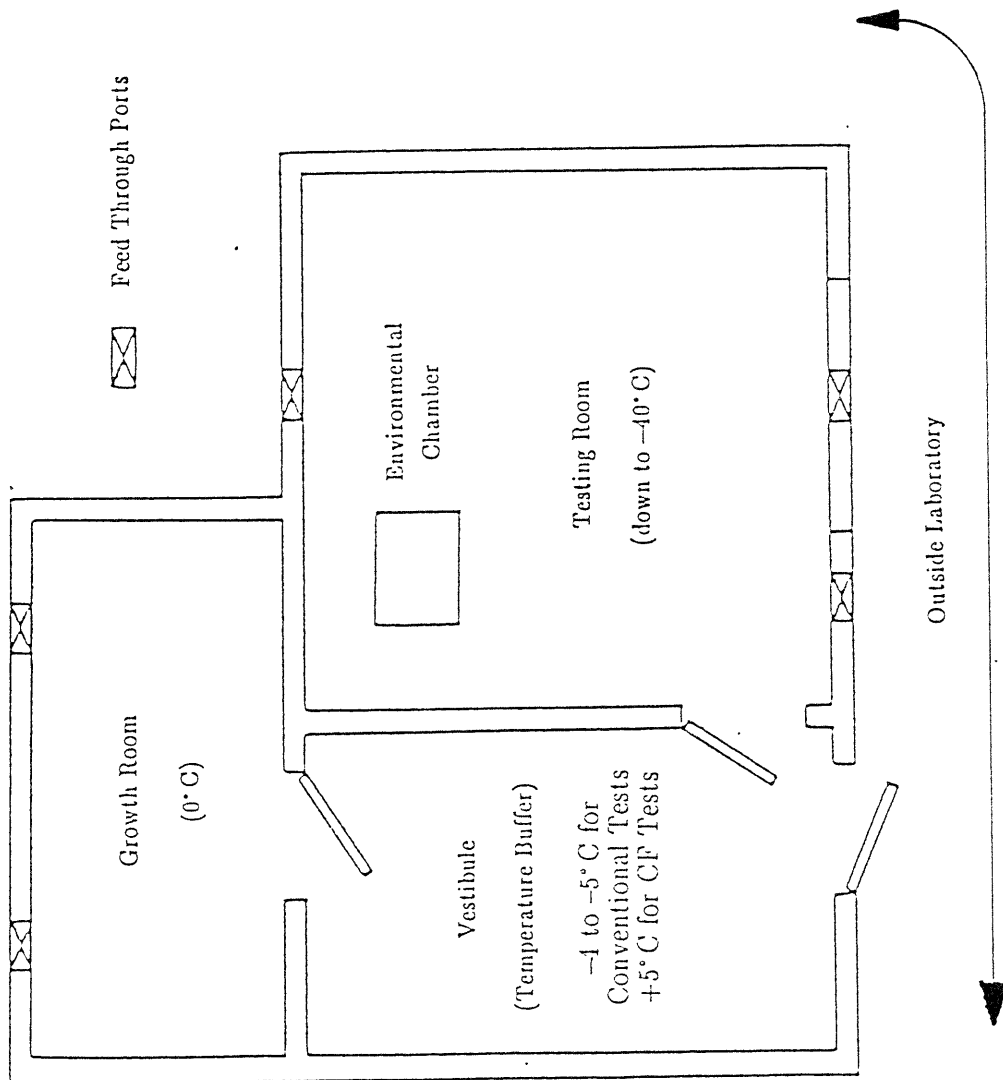 Feed Through Ports
Growth Room
(0° C)
Environmental
Chamber
Vestibule
(Temperature Buffer)
–4 to –5° C for
Conventional Tests
+5° C for CF Tests
Testing Room
(down to –40° C)
Outside Laboratory